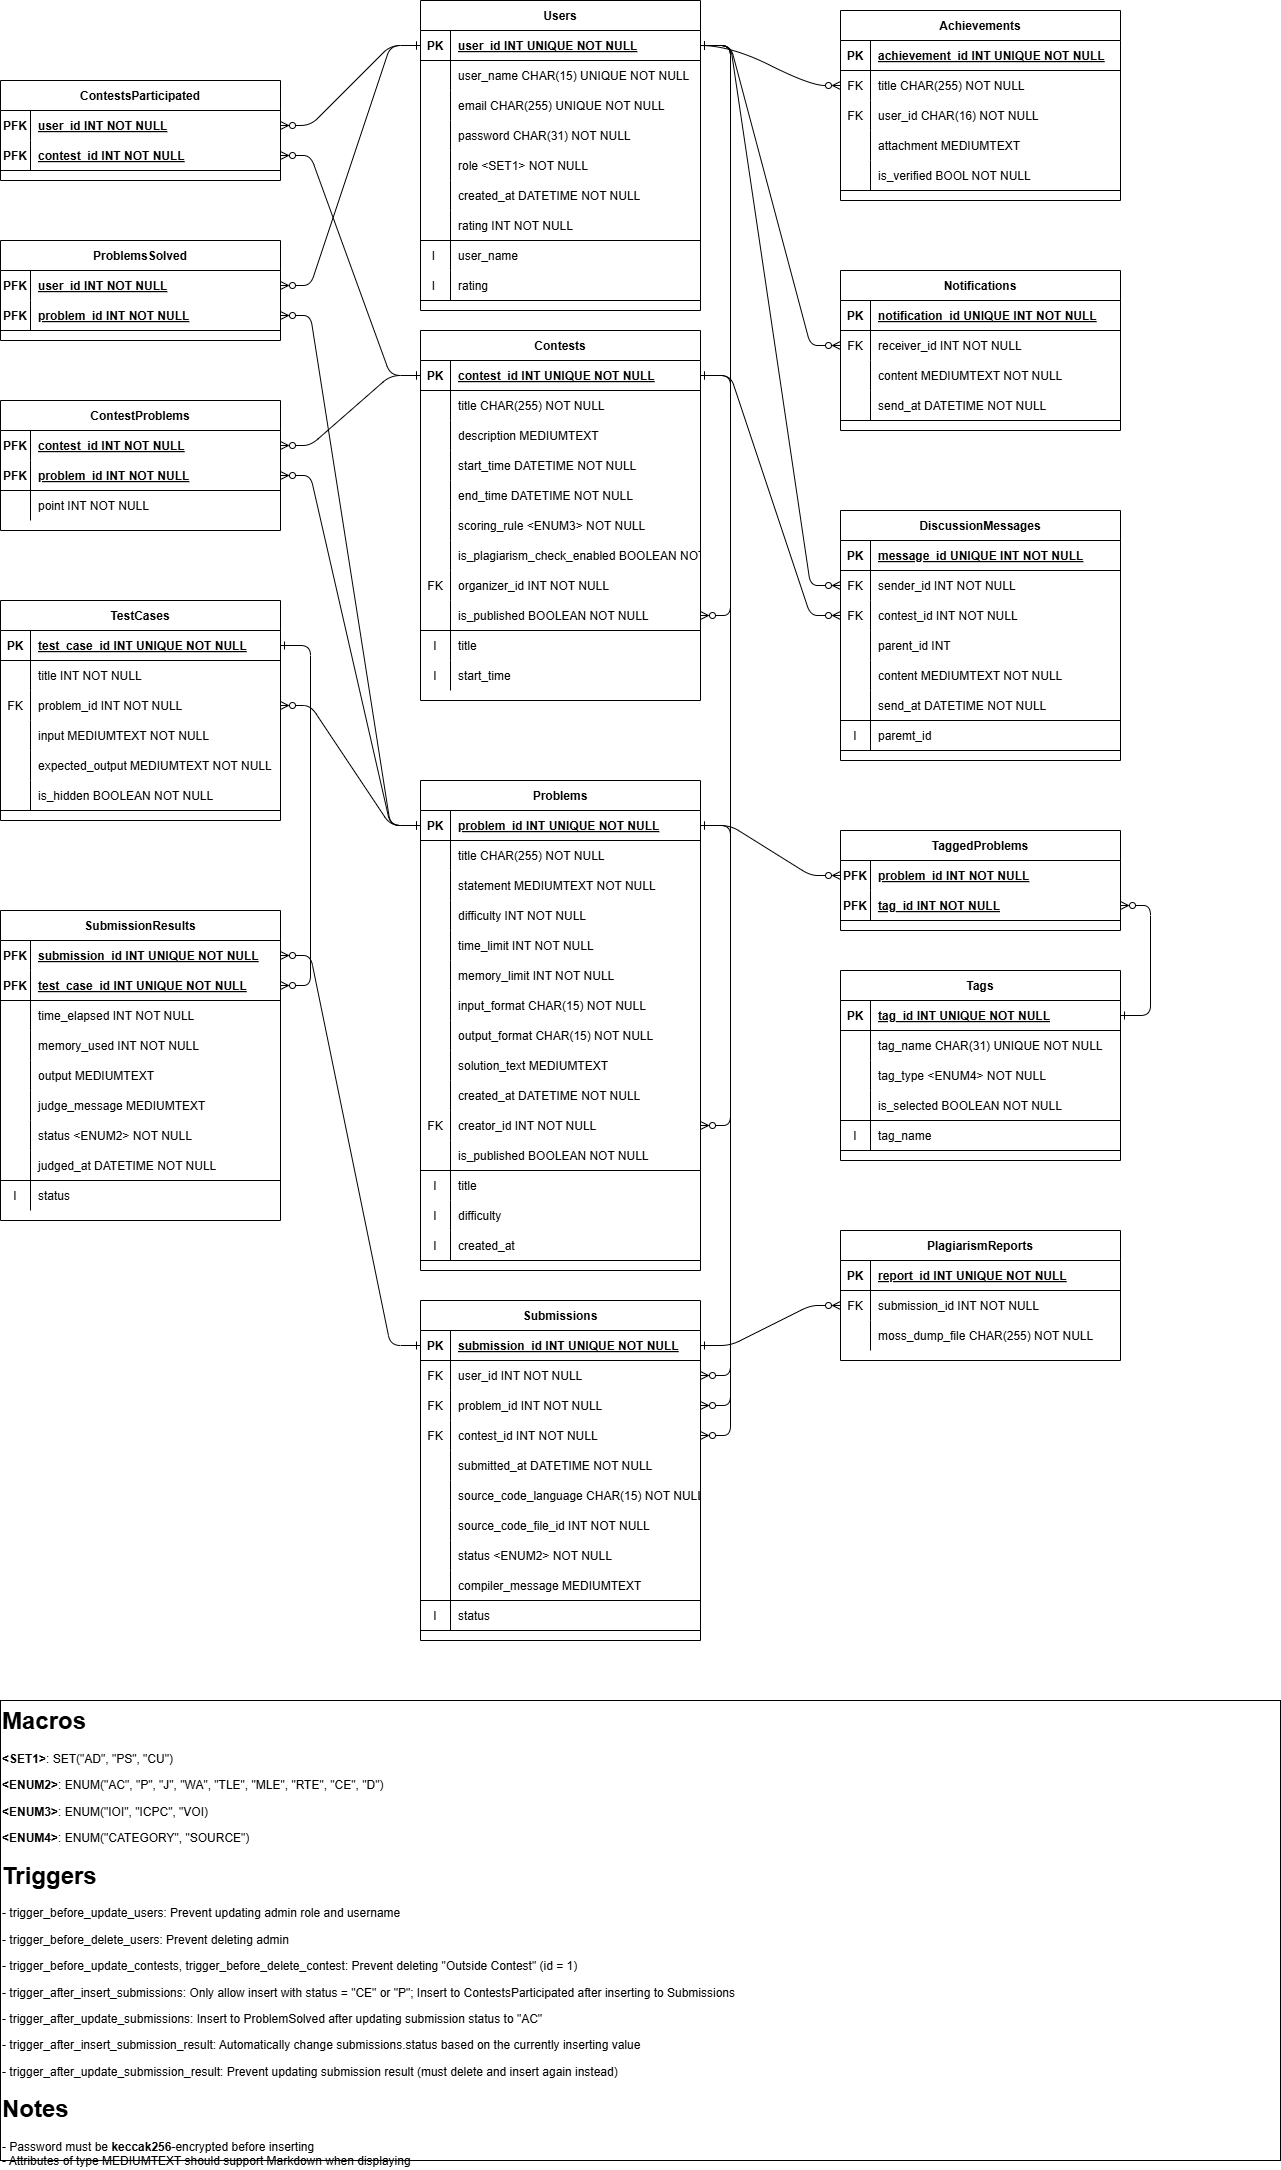 Users
PK user_id INT UNIQUE NOT NULL
user_name CHAR(15) UNIQUE NOT NULL
email CHAR(255) UNIQUE NOT NULL
password CHAR(31) NOT NULL
role <SET1> NOT NULL
created_at DATETIME NOT NULL
rating INT NOT NULL
I user_name
I rating
Achievements
PK achievement_id INT UNIQUE NOT NULL
FK title CHAR(255) NOT NULL
FK user_id CHAR(16) NOT NULL
attachment MEDIUMTEXT
is_verified BOOL NOT NULL
ContestsParticipated
PFK user_id INT NOT NULL
PFK contest_id INT NOT NULL
ProblemsSolved
PFK user_id INT NOT NULL
PFK problem_id INT NOT NULL
Notifications
PK notification_id UNIQUE INT NOT NULL
FK receiver_id INT NOT NULL
content MEDIUMTEXT NOT NULL
send_at DATETIME NOT NULL
Contests
PK contest_id INT UNIQUE NOT NULL
title CHAR(255) NOT NULL
description MEDIUMTEXT
start_time DATETIME NOT NULL
end_time DATETIME NOT NULL
scoring_rule <ENUM3> NOT NULL
is_plagiarism_check_enabled BOOLEAN NO
FK organizer_id INT NOT NULL
is_published BOOLEAN NOT NULL
I title
I start_time
ContestProblems
PFK contest_id INT NOT NULL
PFK problem_id INT NOT NULL
point INT NOT NULL
DiscussionMessages
PK message_id UNIQUE INT NOT NULL
FK sender_id INT NOT NULL
FK contest_id INT NOT NULL
parent_id INT
content MEDIUMTEXT NOT NULL
send_at DATETIME NOT NULL
I paremt_id
TestCases
PK test_case_id INT UNIQUE NOT NULL
title INT NOT NULL
FK problem_id INT NOT NULL
input MEDIUMTEXT NOT NULL
expected_output MEDIUMTEXT NOT NULL
is_hidden BOOLEAN NOT NULL
Problems
PK problem_id INT UNIQUE NOT NULL
title CHAR(255) NOT NULL
statement MEDIUMTEXT NOT NULL
difficulty INT NOT NULL
time_limit INT NOT NULL
memory_limit INT NOT NULL
input_format CHAR(15) NOT NULL
output_format CHAR(15) NOT NULL
solution_text MEDIUMTEXT
created_at DATETIME NOT NULL
FK creator_id INT NOT NULL
is_published BOOLEAN NOT NULL
I title
I difficulty
I created_at
TaggedProblems
PFK problem_id INT NOT NULL
PFK tag_id INT NOT NULL
SubmissionResults
PFK submission_id INT UNIQUE NOT NULL
PFK test_case_id INT UNIQUE NOT NULL
time_elapsed INT NOT NULL
memory_used INT NOT NULL
output MEDIUMTEXT
judge_message MEDIUMTEXT
status <ENUM2> NOT NULL
judged_at DATETIME NOT NULL
I status
Tags
PK tag_id INT UNIQUE NOT NULL
tag_name CHAR(31) UNIQUE NOT NULL
tag_type <ENUM4> NOT NULL
is_selected BOOLEAN NOT NULL
I tag_name
PlagiarismReports
PK report_id INT UNIQUE NOT NULL
FK submission_id INT NOT NULL
moss_dump_file CHAR(255) NOT NULL
Submissions
PK submission_id INT UNIQUE NOT NULL
FK user_id INT NOT NULL
FK problem_id INT NOT NULL
FK contest_id INT NOT NULL
submitted_at DATETIME NOT NULL
source_code_language CHAR(15) NOT NULL
source_code_file_id INT NOT NULL
status <ENUM2> NOT NULL
compiler_message MEDIUMTEXT
I status
Macros
<SET1>: SET("AD", "PS", "CU")
<ENUM2>: ENUM("AC", "P", "J", "WA", "TLE", "MLE", "RTE", "CE", "D")
<ENUM3>: ENUM("IOI", "ICPC", "VOI)
<ENUM4>: ENUM("CATEGORY", "SOURCE")
Triggers
- trigger_before_update_users: Prevent updating admin role and username
- trigger_before_delete_users: Prevent deleting admin
- trigger_before_update_contests, trigger_before_delete_contest: Prevent deleting "Outside Contest" (id = 1)
- trigger_after_insert_submissions: Only allow insert with status = "CE" or "P"; Insert to ContestsParticipated after inserting to Submissions
- trigger_after_update_submissions: Insert to ProblemSolved after updating submission status to "AC"
- trigger_after_insert_submission_result: Automatically change submissions.status based on the currently inserting value
- trigger_after_update_submission_result: Prevent updating submission result (must delete and insert again instead)
Notes
- Password must be keccak256-encrypted before inserting
- Attributes of type MEDIUMTEXT should support Markdown when displaying